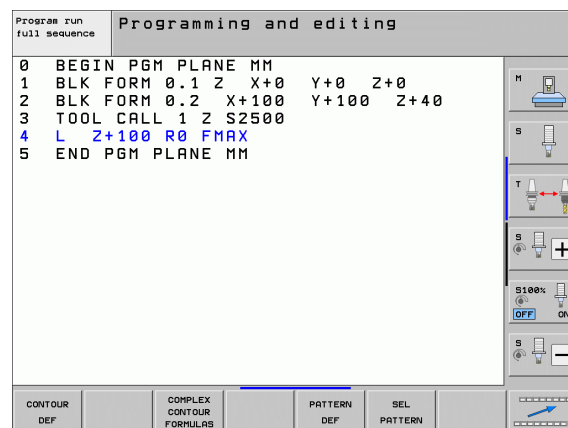 Program run
full sequence
Programming and editing
0 BEGIN PGM PLANE MM
1 BLK FORM 0.1 Z X+0 Y+0 Z+0
2 BLK FORM 0.2 X+100 Y+100 Z+40
3 TOOL CALL 1 Z S2500
4 L Z+100 R0 FMAX
5 END PGM PLANE MM
M
S
T
S
+
S100%
OFF ON
S
-
CONTOUR
DEF
COMPLEX
CONTOUR
FORMULAS
PATTERN
DEF
SEL
PATTERN